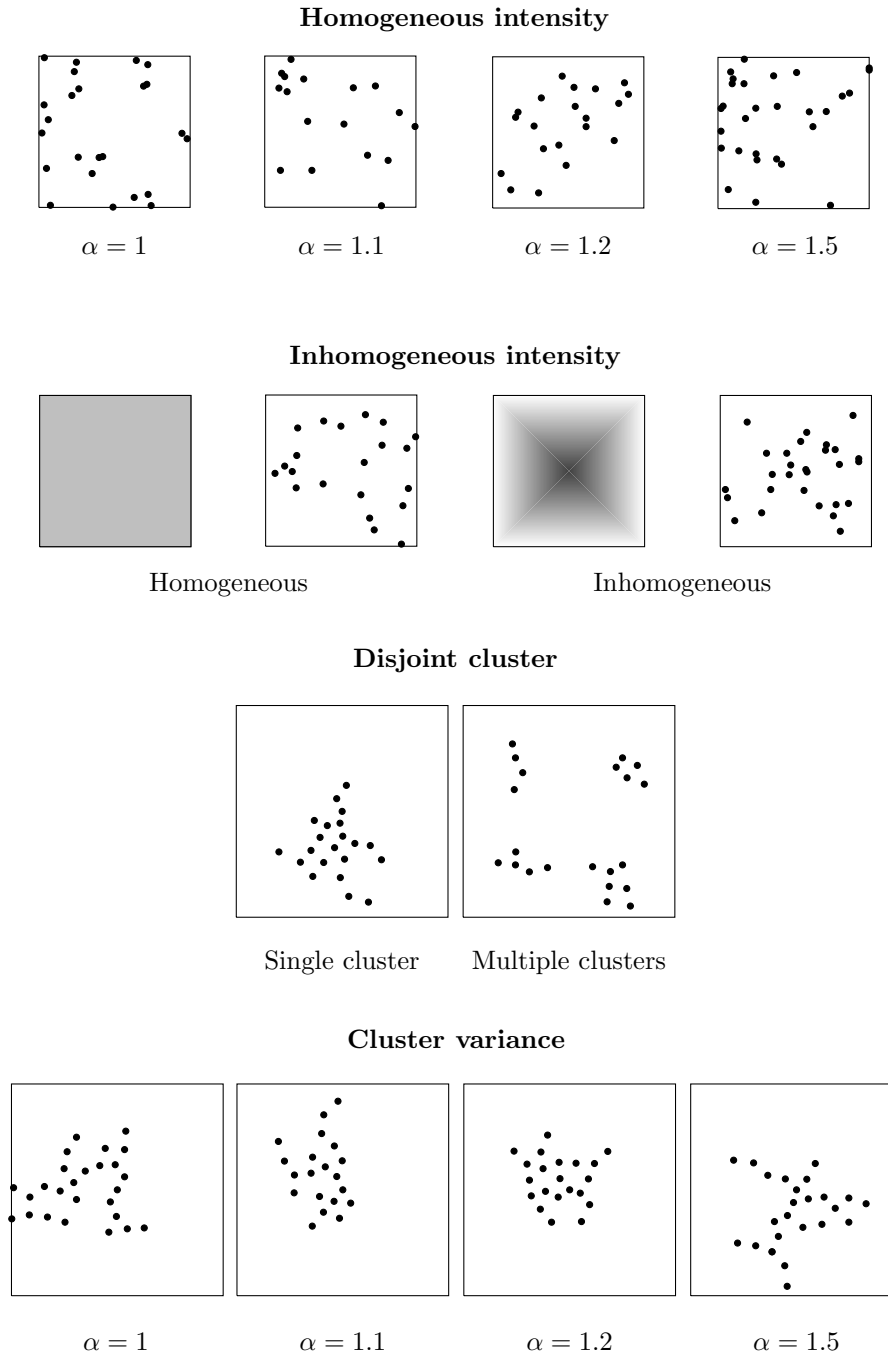 Homogeneous intensity
α = 1 α = 1.1 α = 1.2 α = 1.5
Inhomogeneous intensity
Homogeneous Inhomogeneous
Disjoint cluster
Single cluster Multiple clusters
Cluster variance
α = 1 α = 1.1 α = 1.2 α = 1.5